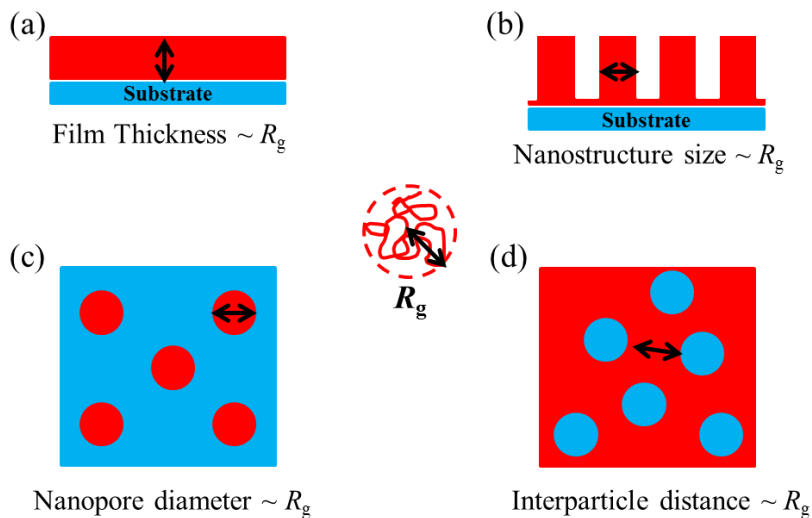 (a)
Substrate
Film Thickness ~ Rg
(b)
Substrate
Nanostructure size ~ Rg
Rg
(c)
Nanopore diameter ~ Rg
(d)
Interparticle distance ~ Rg